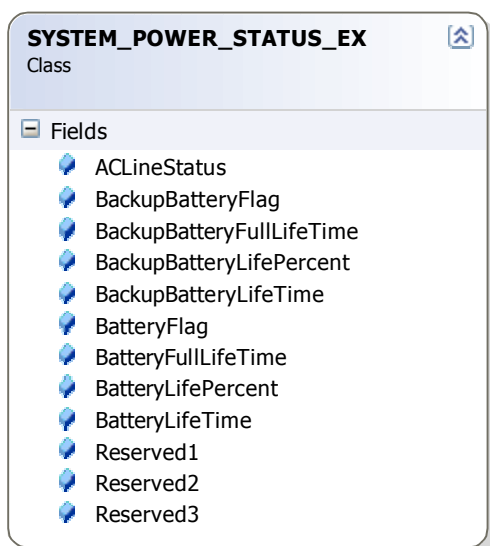 SYSTEM_POWER_STATUS_EX
Class
Fields
ACLineStatus
BackupBatteryFlag
BackupBatteryFullLifeTime
BackupBatteryLifePercent
BackupBatteryLifeTime
BatteryFlag
BatteryFullLifeTime
BatteryLifePercent
BatteryLifeTime
Reserved1
Reserved2
Reserved3